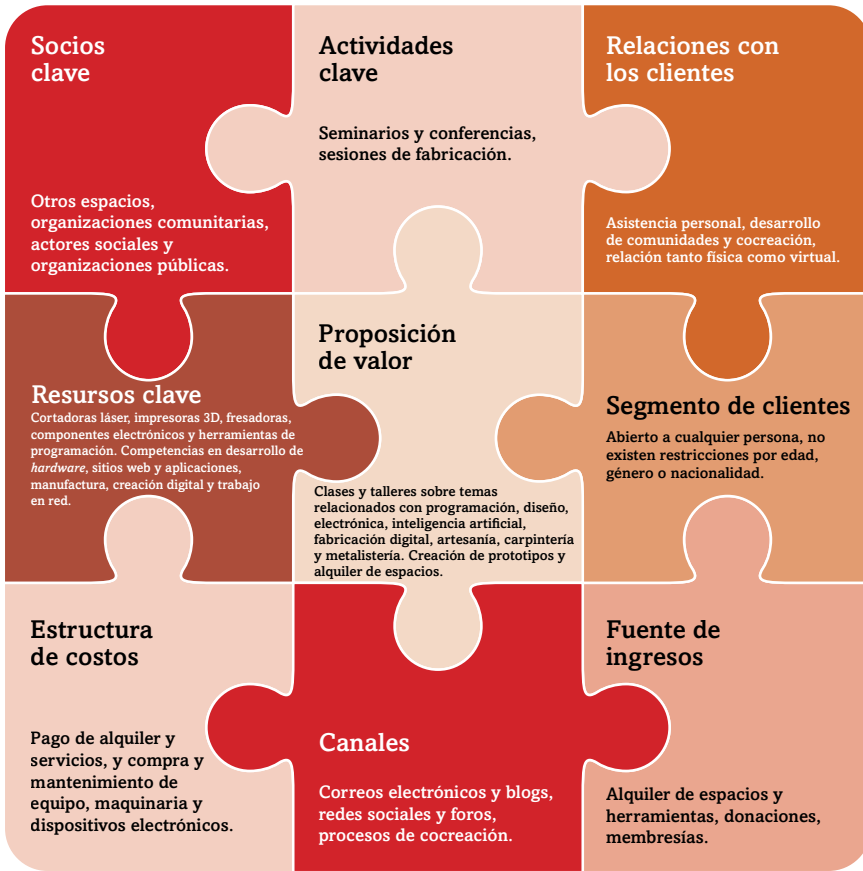 Socios
clave
Otros espacios,
organizaciones comunitarias,
actores sociales y
organizaciones públicas.
Actividades
clave
Seminarios y conferencias,
sesiones de fabricación.
Relaciones con
los clientes
Asistencia personal, desarrollo
de comunidades y cocreación,
relación tanto física como virtual.
Resursos clave
Cortadoras láser, impresoras 3D, fresadoras,
componentes electrónicos y herramientas de
programación. Competencias en desarrollo de
hardware, sitios web y aplicaciones,
manufactura, creación digital y trabajo
en red.
Proposición
de valor
Clases y talleres sobre temas
relacionados con programación, diseño,
electrónica, inteligencia artificial,
fabricación digital, artesanía, carpintería
y metalistería. Creación de prototipos y
alquiler de espacios.
Segmento de clientes
Abierto a cualquier persona, no
existen restricciones por edad,
género o nacionalidad.
Estructura
de costos
Pago de alquiler y
servicios, y compra y
mantenimiento de
equipo, maquinaria y
dispositivos electrónicos.
Canales
Correos electrónicos y blogs,
redes sociales y foros,
procesos de cocreación.
Fuente de
ingresos
Alquiler de espacios y
herramientas, donaciones,
membresías.